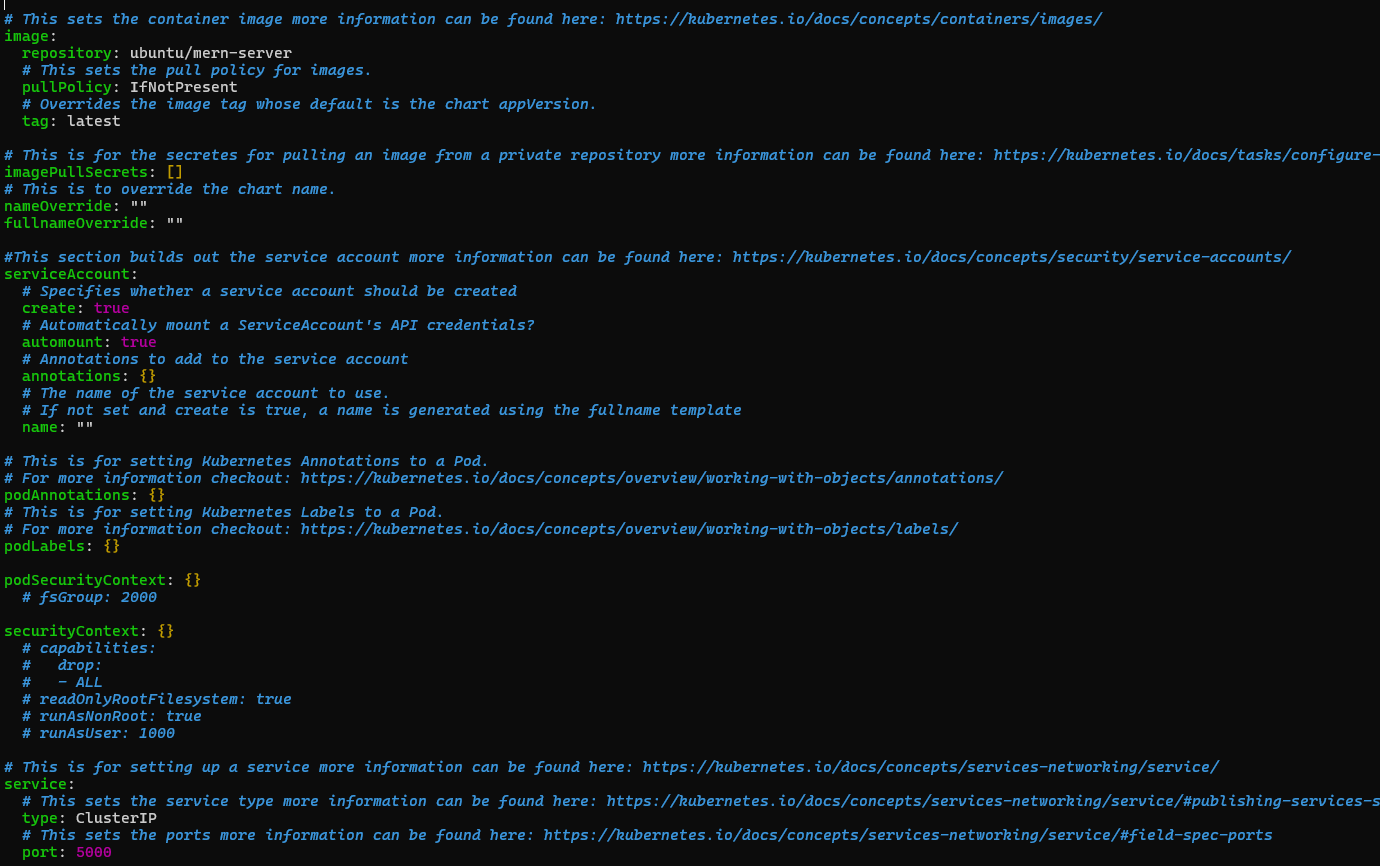 # This sets the container image more information can be found here: https://kubernetes.io/docs/concepts/containers/images/
image:
  repository: ubuntu/mern-server
  # This sets the pull policy for images.
  pullPolicy: IfNotPresent
  # Overrides the image tag whose default is the chart appVersion.
  tag: latest

# This is for the secretes for pulling an image from a private repository more information can be found here: https://kubernetes.io/docs/tasks/configure-
imagePullSecrets: []
# This is to override the chart name.
nameOverride: ""
fullnameOverride: ""

#This section builds out the service account more information can be found here: https://kubernetes.io/docs/concepts/security/service-accounts/
serviceAccount:
  # Specifies whether a service account should be created
  create: true
  # Automatically mount a ServiceAccount's API credentials?
  automount: true
  # Annotations to add to the service account
  annotations: {}
  # The name of the service account to use.
  # If not set and create is true, a name is generated using the fullname template
  name: ""

# This is for setting Kubernetes Annotations to a Pod.
# For more information checkout: https://kubernetes.io/docs/concepts/overview/working-with-objects/annotations/
podAnnotations: {}
# This is for setting Kubernetes Labels to a Pod.
# For more information checkout: https://kubernetes.io/docs/concepts/overview/working-with-objects/labels/
podLabels: {}

podSecurityContext: {}
  # fsGroup: 2000

securityContext: {}
  # capabilities:
  #   drop:
  #   - ALL
  # readOnlyRootFilesystem: true
  # runAsNonRoot: true
  # runAsUser: 1000

# This is for setting up a service more information can be found here: https://kubernetes.io/docs/concepts/services-networking/service/
service:
  # This sets the service type more information can be found here: https://kubernetes.io/docs/concepts/services-networking/service/#publishing-services-s
  type: ClusterIP
  # This sets the ports more information can be found here: https://kubernetes.io/docs/concepts/services-networking/service/#field-spec-ports
  port: 5000